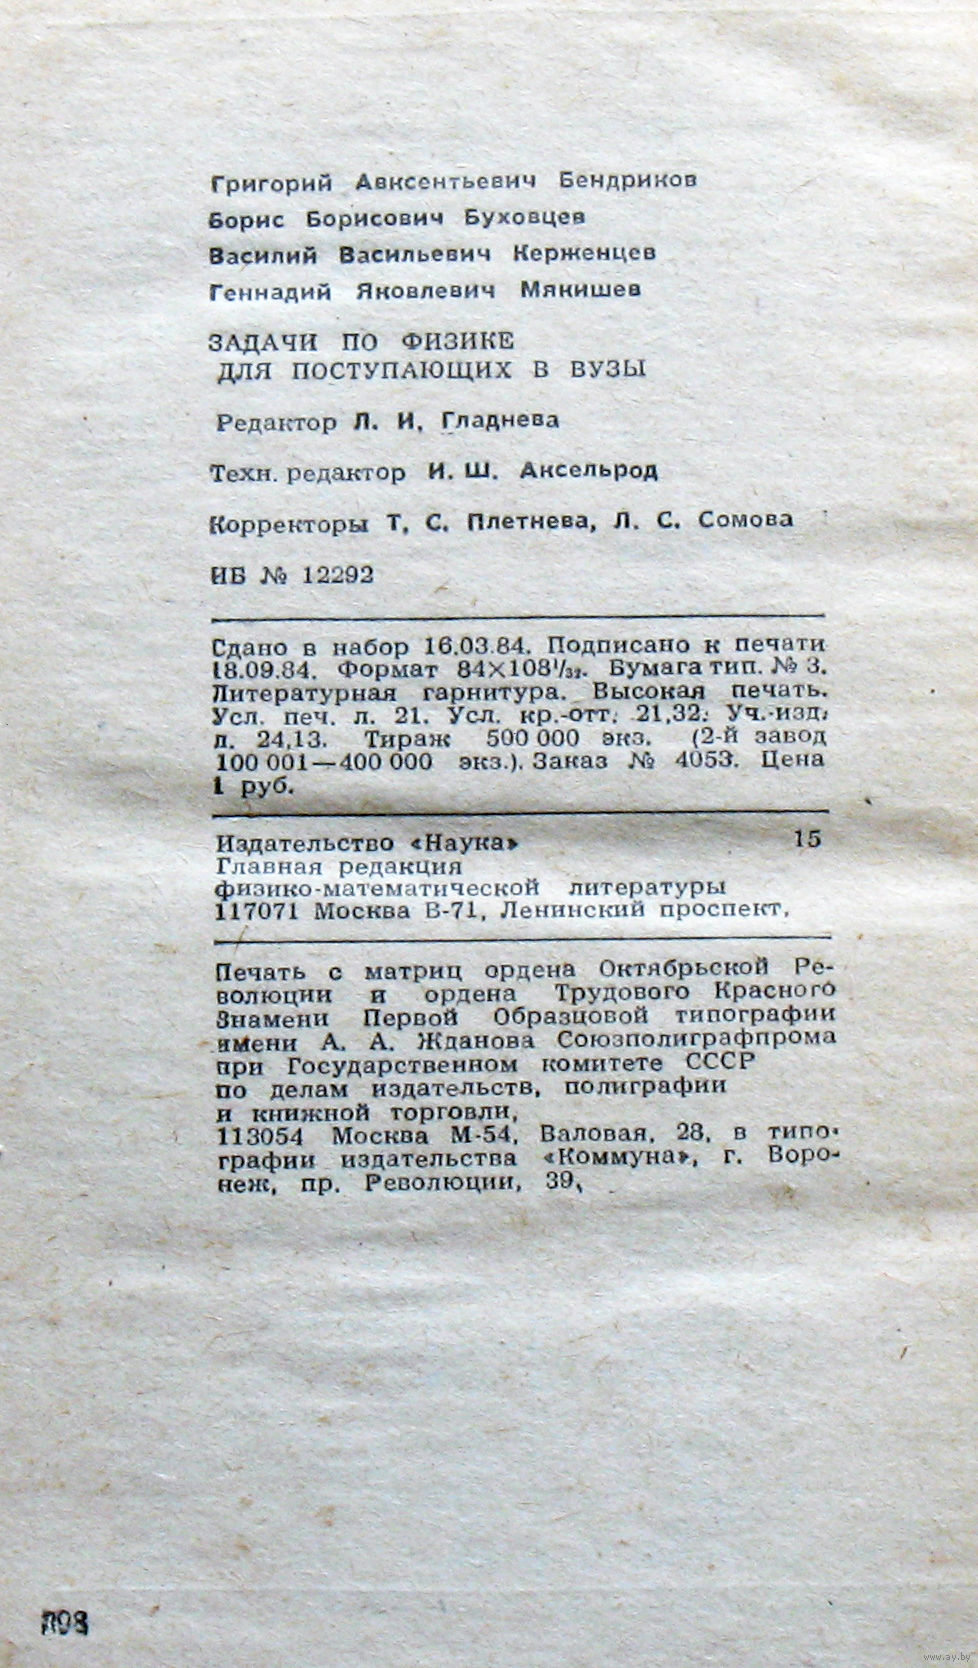 Григорий Авксентьевич Бендриков
Борис Борисович Буховцев
Василий Васильевич Керженцев
Геннадий Яковлевич Мякишев
ЗАДАЧИ ПО ФИЗИКЕ
ДЛЯ ПОСТУПАЮЩИХ В ВУЗЫ
Редактор Л. И. Гладнева
Техн. редактор И. Ш. Аксельрод
Корректоры Т. С. Плетнева, Л. С. Сомова
ИБ № 12292
Сдано в набор 16.03.84. Подписано к печати
18.09.84. Формат 84×108¹/₃₂. Бумага тип. № 3.
Литературная гарнитура. Высокая печать.
Усл. печ. л. 21. Усл. кр.-отт. 21,32. Уч.-изд.
л. 24,13. Тираж 500 000 экз. (2-й завод
100 001—400 000 экз.). Заказ № 4053. Цена
1 руб.
Издательство «Наука»
Главная редакция
физико-математической литературы
117071 Москва В-71, Ленинский проспект, 15
Печать с матриц ордена Октябрьской Ре-
волюции и ордена Трудового Красного
Знамени Первой Образцовой типографии
имени А. А. Жданова Союзполиграфпрома
при Государственном комитете СССР
по делам издательств, полиграфии
и книжной торговли,
113054 Москва М-54, Валовая, 28, в типо-
графии издательства «Коммуна», г. Воро-
неж, пр. Революции, 39.
www.ay.by